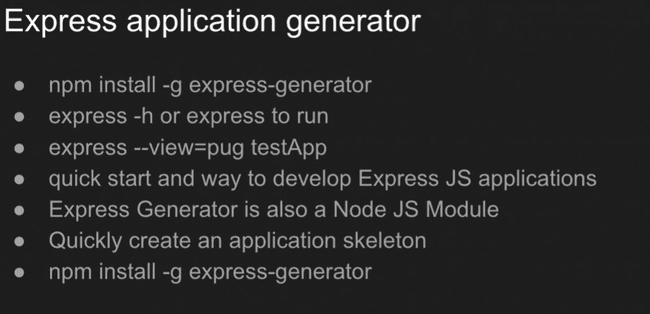 Express application generator
● npm install -g express-generator
● express -h or express to run
● express --view=pug testApp
● quick start and way to develop Express JS applications
● Express Generator is also a Node JS Module
● Quickly create an application skeleton
● npm install -g express-generator